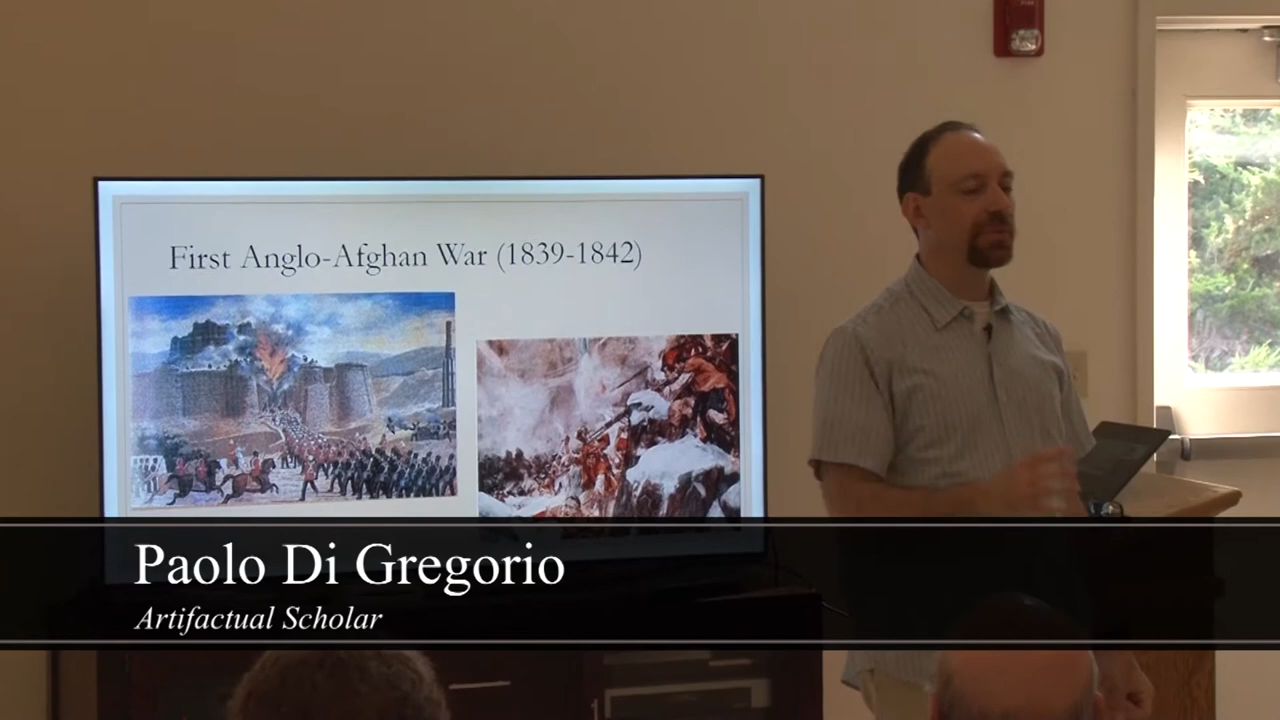 First Anglo-Afghan War (1839-1842)
Paolo Di Gregorio
Artifactual Scholar